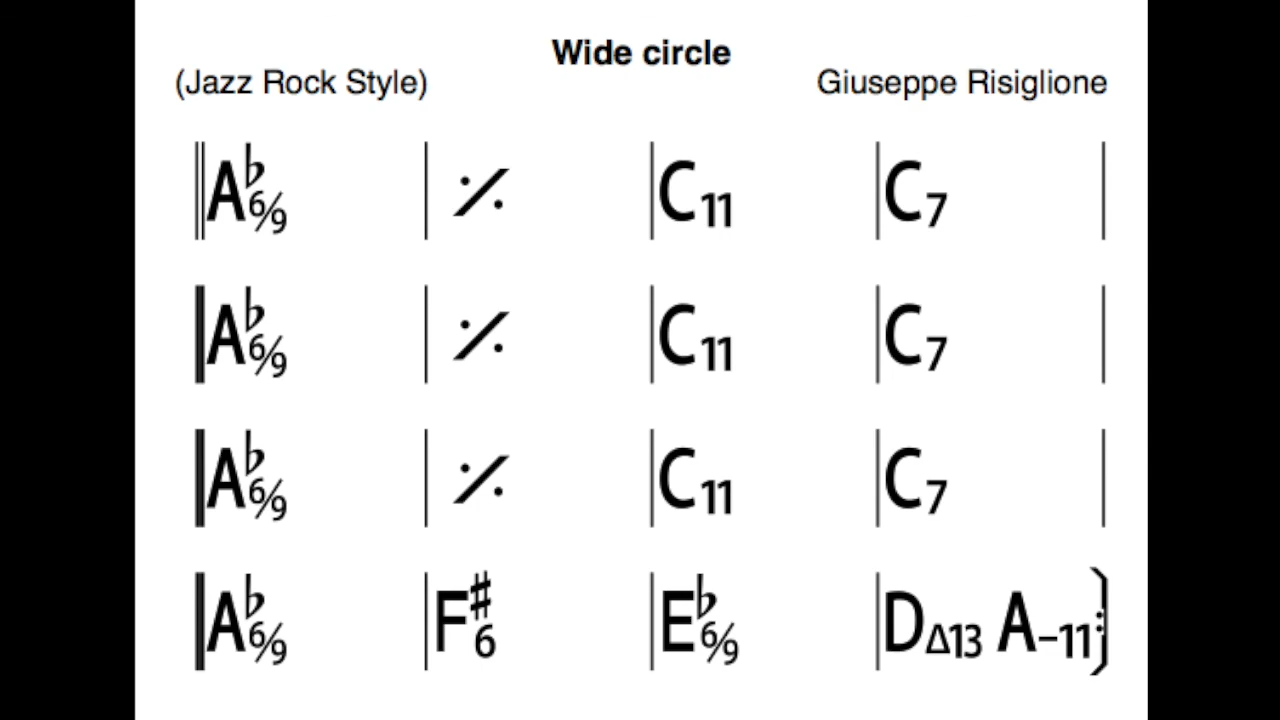 Wide circle
(Jazz Rock Style) Giuseppe Risiglione
A♭6/9 𝄎 C11 C7
A♭6/9 𝄎 C11 C7
A♭6/9 𝄎 C11 C7
A♭6/9 F♯6 E♭6/9 DΔ13 A−11